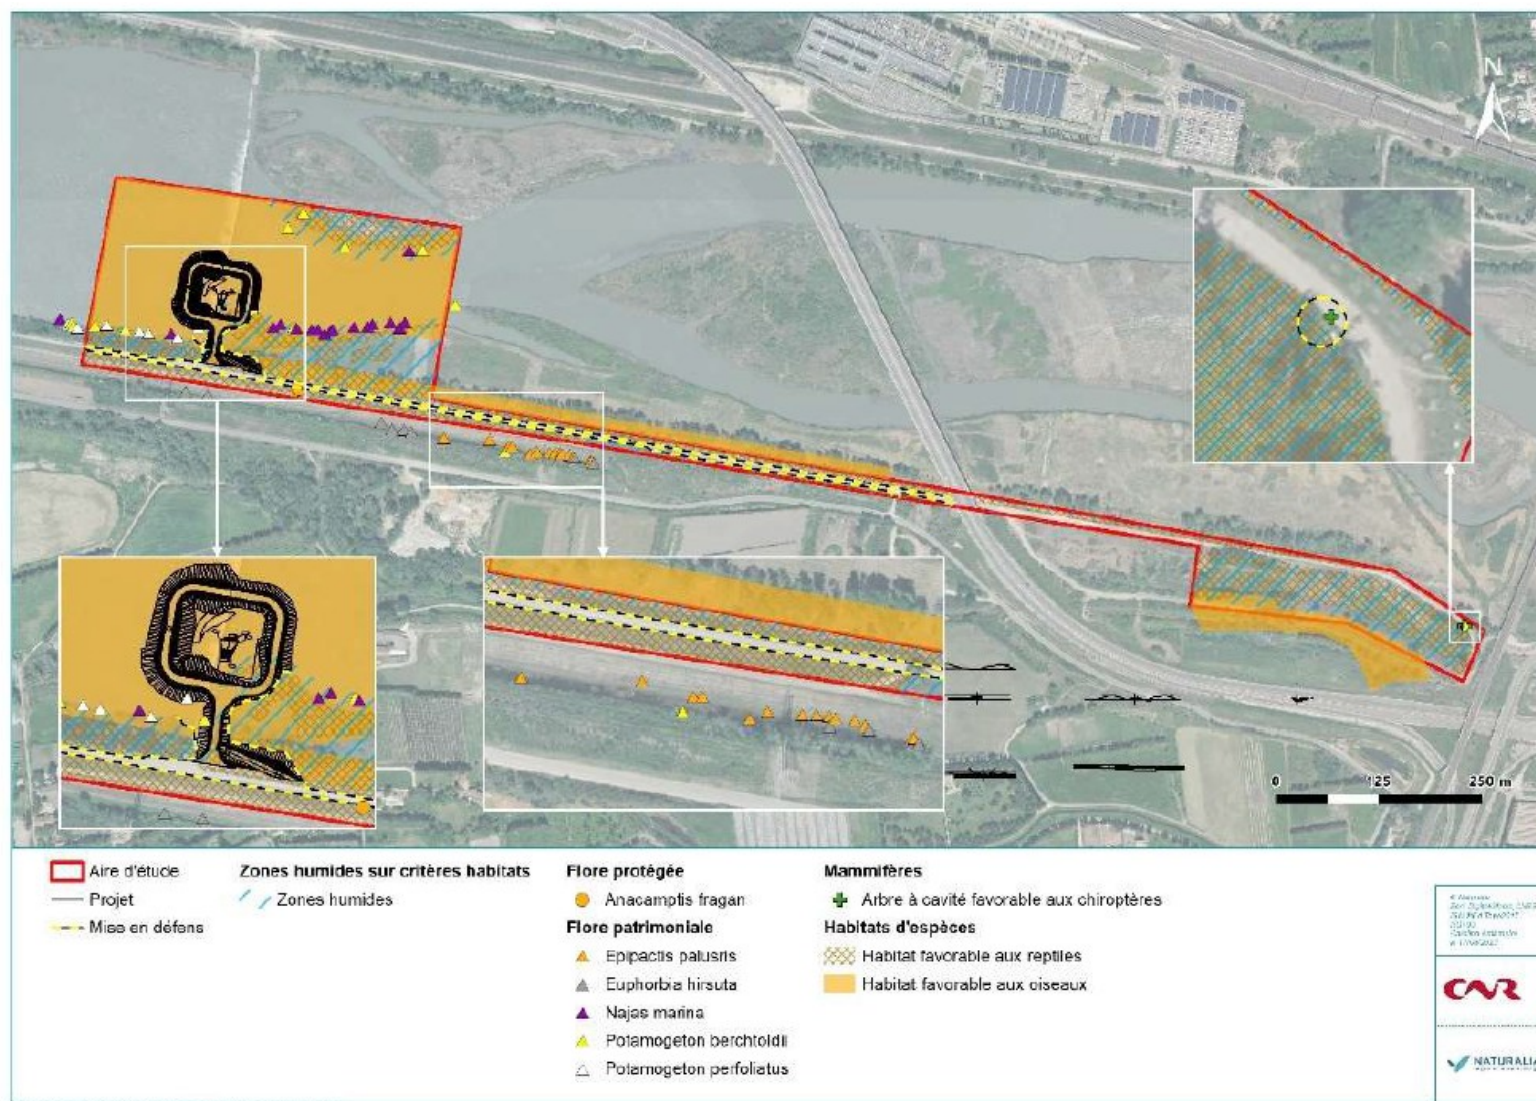 N
0 125 250 m
Aire d'étude
Projet
Mise en défens
Zones humides sur critères habitats
Zones humides
Flore protégée
Anacamptis fragan
Flore patrimoniale
Epipactis palusris
Euphorbia hirsuta
Najas marina
Potamogeton berchtoldii
Potamogeton perfoliatus
Mammifères
Arbre à cavité favorable aux chiroptères
Habitats d'espèces
Habitat favorable aux reptiles
Habitat favorable aux oiseaux
CNR
NATURALIA